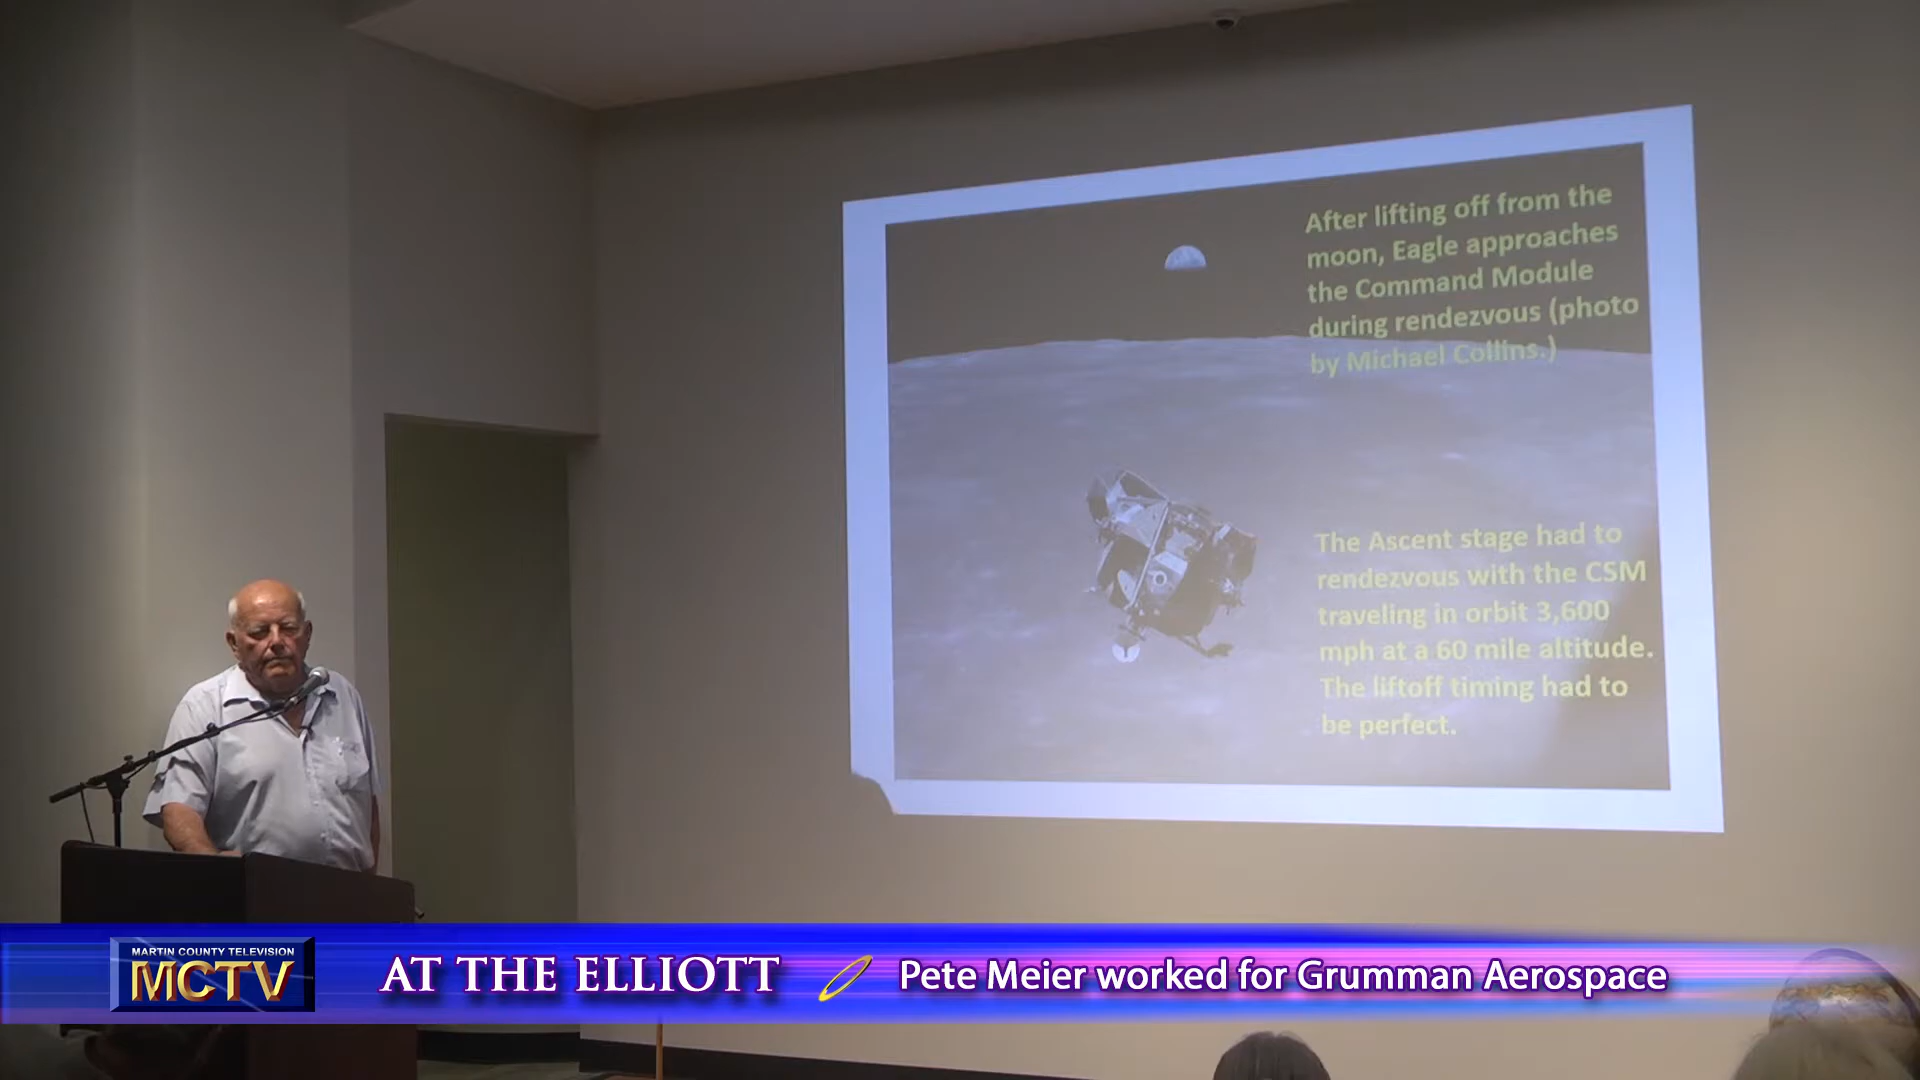 After lifting off from the
moon, Eagle approaches
the Command Module
during rendezvous (photo
by Michael Collins.)
The Ascent stage had to
rendezvous with the CSM
traveling in orbit 3,600
mph at a 60 mile altitude.
The liftoff timing had to
be perfect.
MARTIN COUNTY TELEVISION
MCTV
AT THE ELLIOTT
Pete Meier worked for Grumman Aerospace